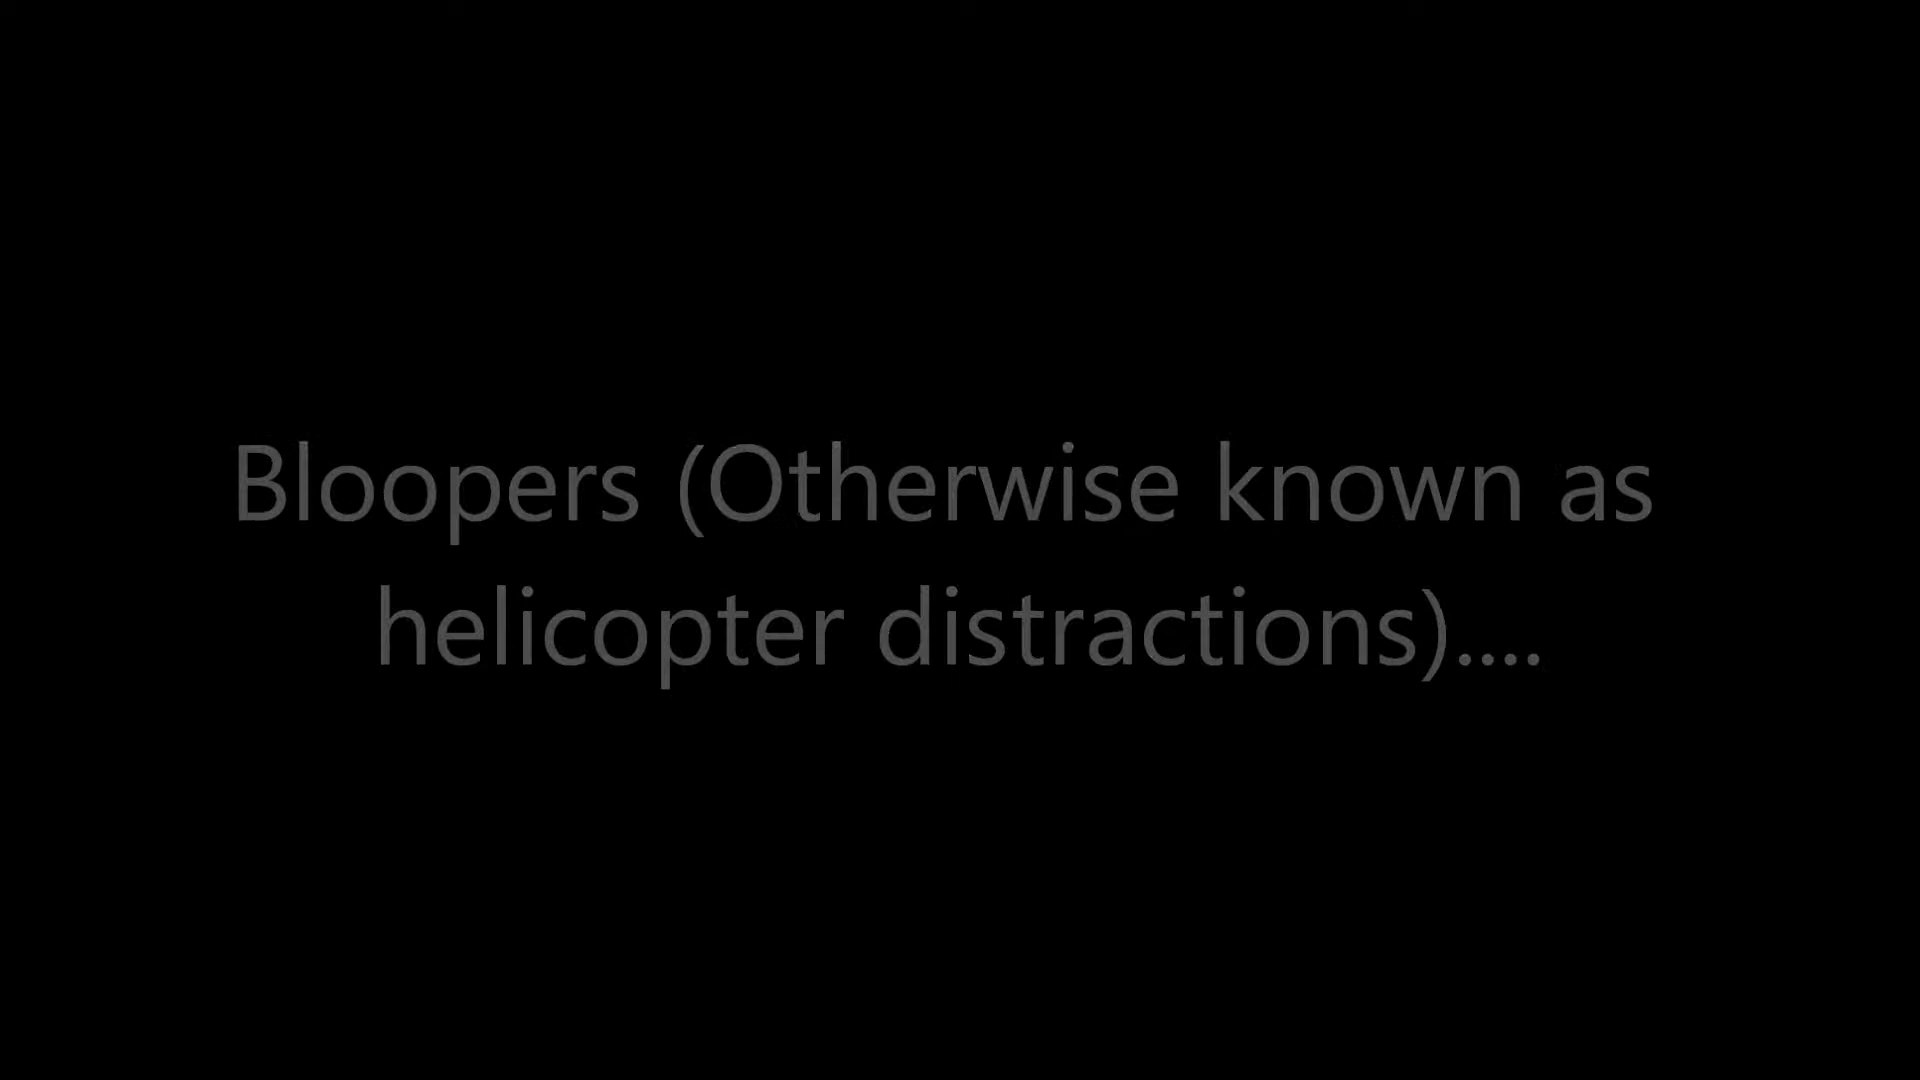 Bloopers (Otherwise known as
helicopter distractions)....